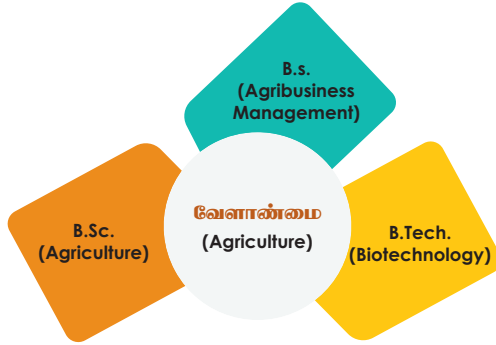 B.s.
(Agribusiness
Management)
B.Sc.
(Agriculture)
வேளாண்மை
(Agriculture)
B.Tech.
(Biotechnology)